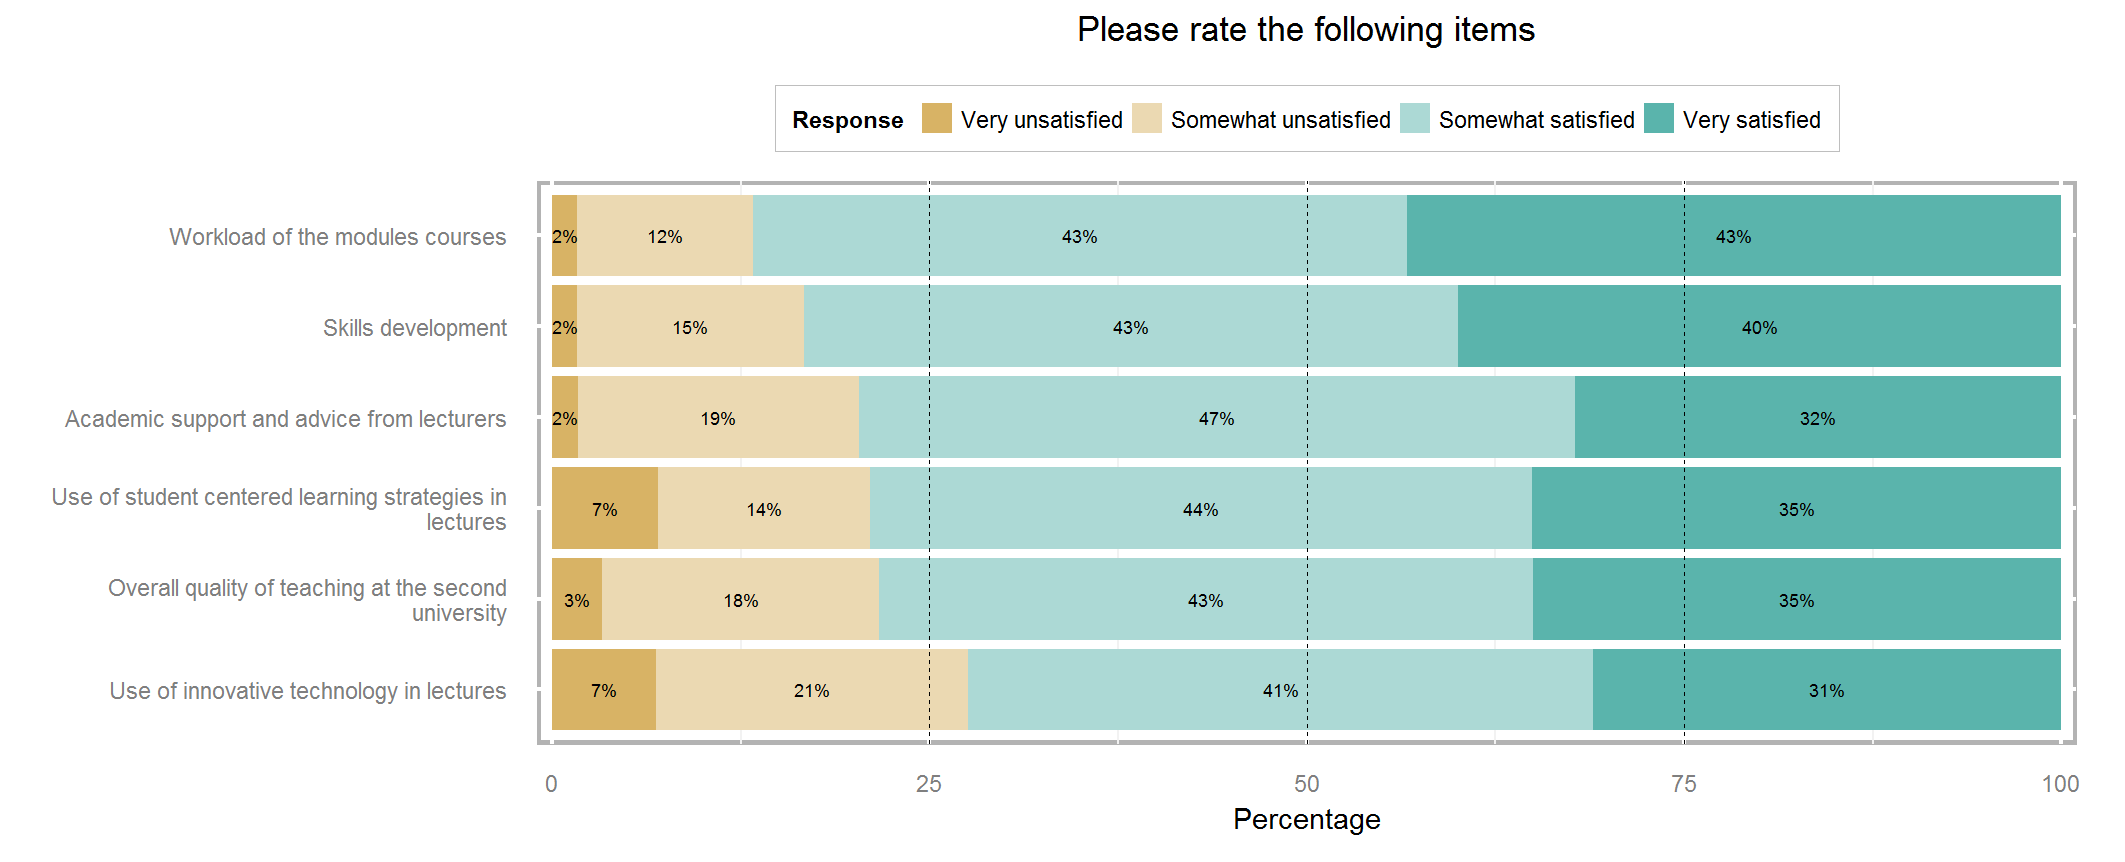 Please rate the following items
Response Very unsatisfied Somewhat unsatisfied Somewhat satisfied Very satisfied
Workload of the modules courses 2% 12% 43% 43%
Skills development 2% 15% 43% 40%
Academic support and advice from lecturers 2% 19% 47% 32%
Use of student centered learning strategies in
lectures
7% 14% 44% 35%
Overall quality of teaching at the second
university
3% 18% 43% 35%
Use of innovative technology in lectures 7% 21% 41% 31%
0 25 50 75 100
Percentage